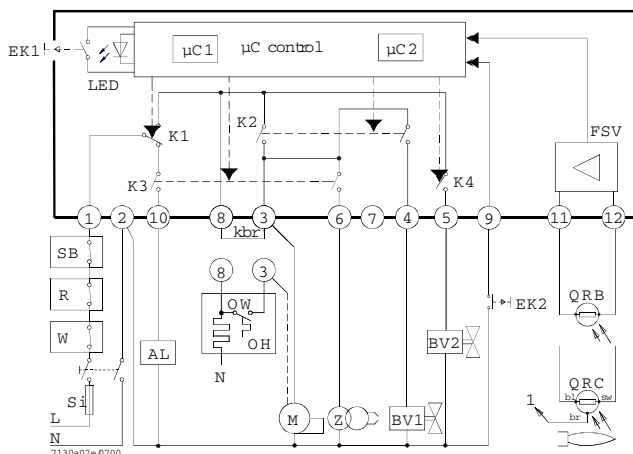 µC1 µC control µC2
EK1
LED
FSV
K1
K2
K3
K4
1 2 10 8 3 6 7 4 5 9 11 12
kbr
SB
8 3
R
QRB
OW
EK2
W
AL
OH
BV2
N
Si
bl QRC sw
1
br
L
M Z BV1
N
7130a02e/0700